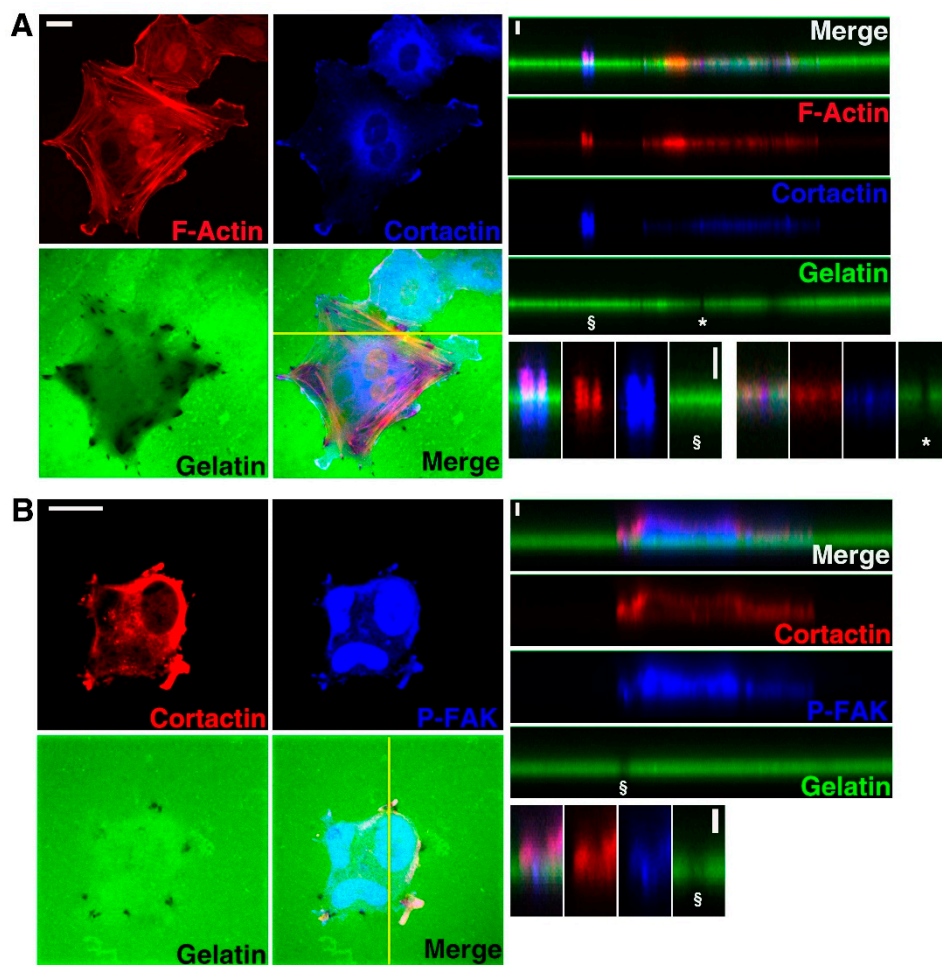 A
F-Actin
Cortactin
Gelatin
Merge
Merge
F-Actin
Cortactin
Gelatin
§ *
§ *
B
Cortactin
P-FAK
Gelatin
Merge
Merge
Cortactin
P-FAK
Gelatin
§
§